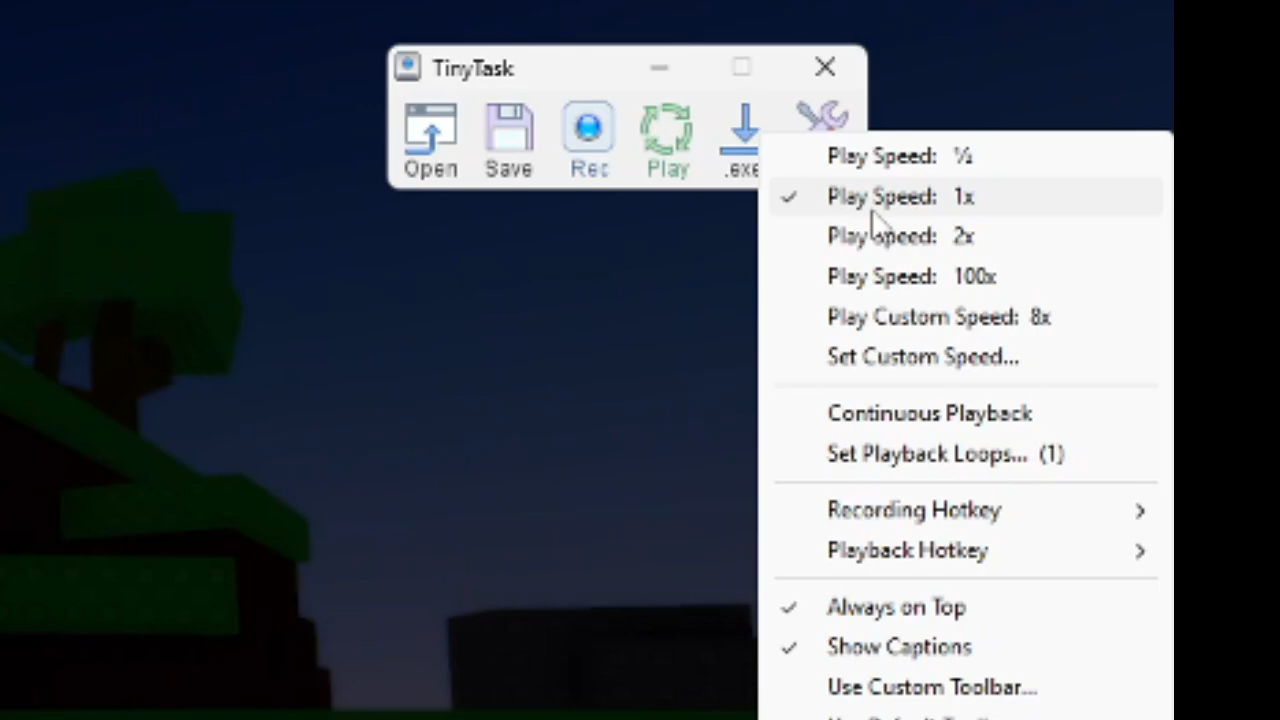 TinyTask
Open Save Rec Play .exe
Play Speed: ½
Play Speed: 1x
Play Speed: 2x
Play Speed: 100x
Play Custom Speed: 8x
Set Custom Speed...
Continuous Playback
Set Playback Loops... (1)
Recording Hotkey
Playback Hotkey
Always on Top
Show Captions
Use Custom Toolbar...